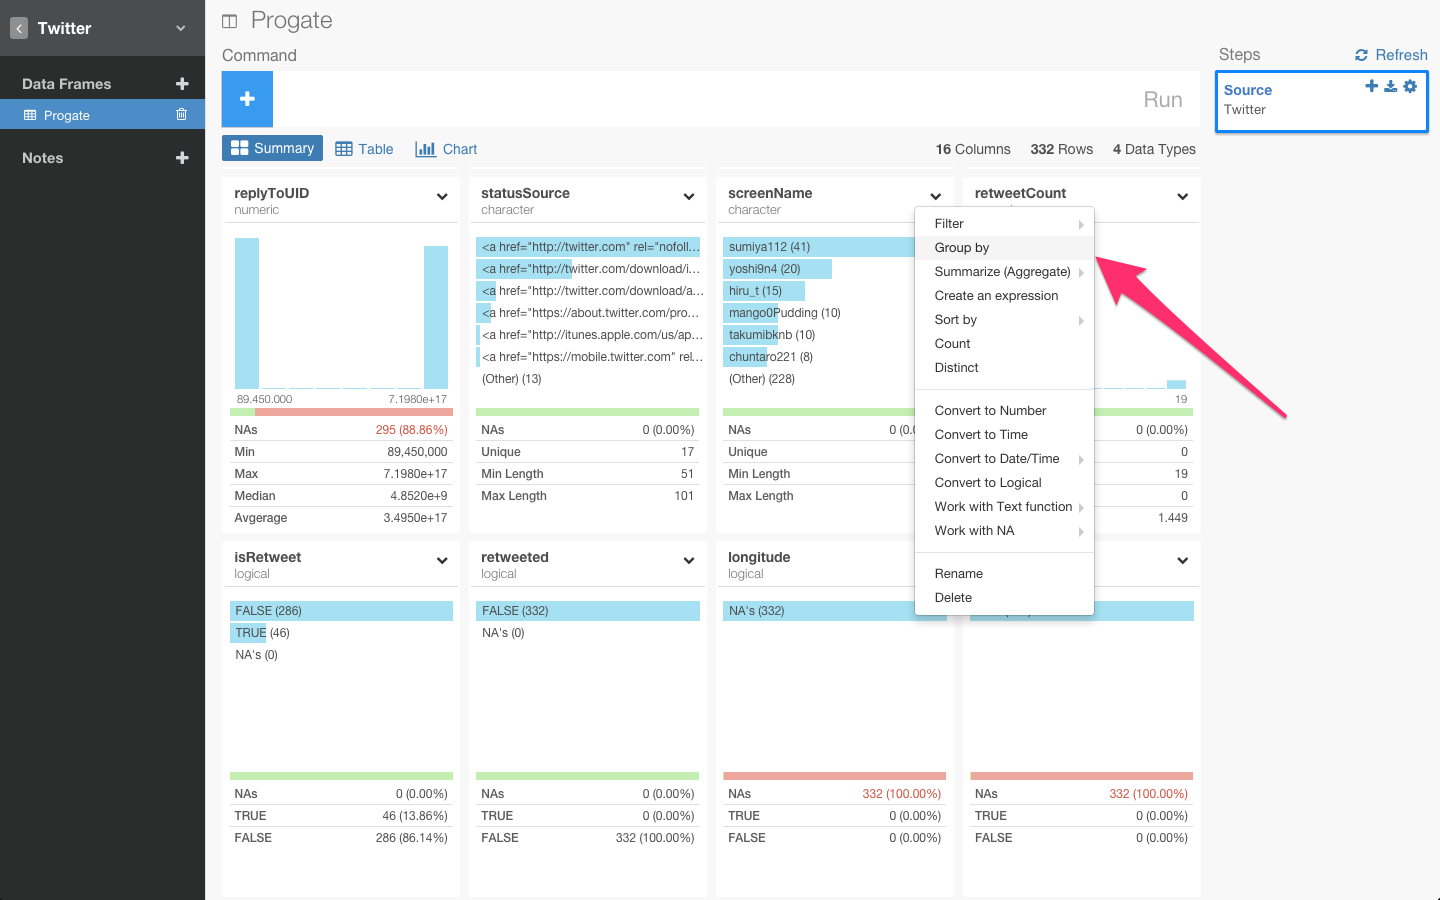 Twitter
Data Frames
Progate
Notes
Progate
Command
Run
Steps
Refresh
Source
Twitter
Summary
Table
Chart
16 Columns 332 Rows 4 Data Types
replyToUID
numeric
89.450.000 7.1980e+17
NAs 295 (88.86%)
Min 89,450,000
Max 7.1980e+17
Median 4.8520e+9
Avgerage 3.4950e+17
statusSource
character
<a href="http://twitter.com" rel="nofoll...
<a href="http://twitter.com/download/i...
<a href="http://twitter.com/download/a...
<a href="https://about.twitter.com/pro...
<a href="http://itunes.apple.com/us/ap...
<a href="https://mobile.twitter.com" rel...
(Other) (13)
NAs 0 (0.00%)
Unique 17
Min Length 51
Max Length 101
screenName
character
sumiya112 (41)
yoshi9n4 (20)
hiru_t (15)
mango0Pudding (10)
takumibknb (10)
chuntaro221 (8)
(Other) (228)
NAs
Unique
Min Length
Max Length
retweetCount
19
0 (0.00%)
0
19
0
1.449
Filter
Group by
Summarize (Aggregate)
Create an expression
Sort by
Count
Distinct
Convert to Number
Convert to Time
Convert to Date/Time
Convert to Logical
Work with Text function
Work with NA
Rename
Delete
isRetweet
logical
FALSE (286)
TRUE (46)
NA's (0)
NAs 0 (0.00%)
TRUE 46 (13.86%)
FALSE 286 (86.14%)
retweeted
logical
FALSE (332)
NA's (0)
NAs 0 (0.00%)
TRUE 0 (0.00%)
FALSE 332 (100.00%)
longitude
logical
NA's (332)
NAs 332 (100.00%)
TRUE 0 (0.00%)
FALSE 0 (0.00%)
NAs 332 (100.00%)
TRUE 0 (0.00%)
FALSE 0 (0.00%)